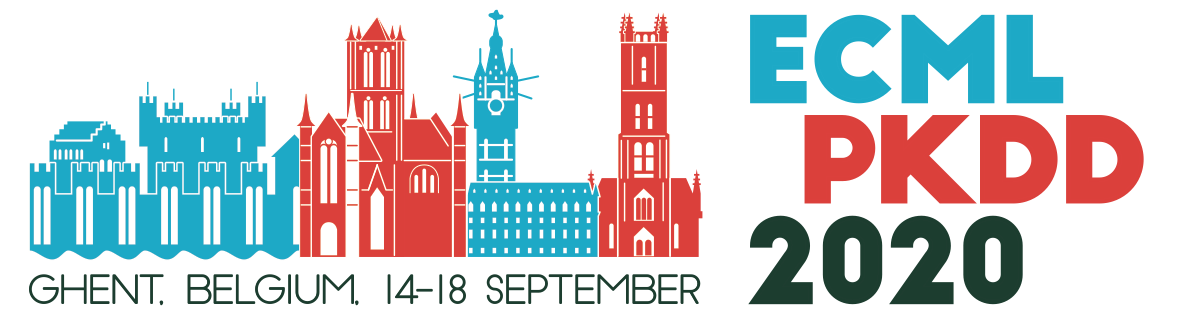 ECML
PKDD
2020
GHENT, BELGIUM, 14-18 SEPTEMBER